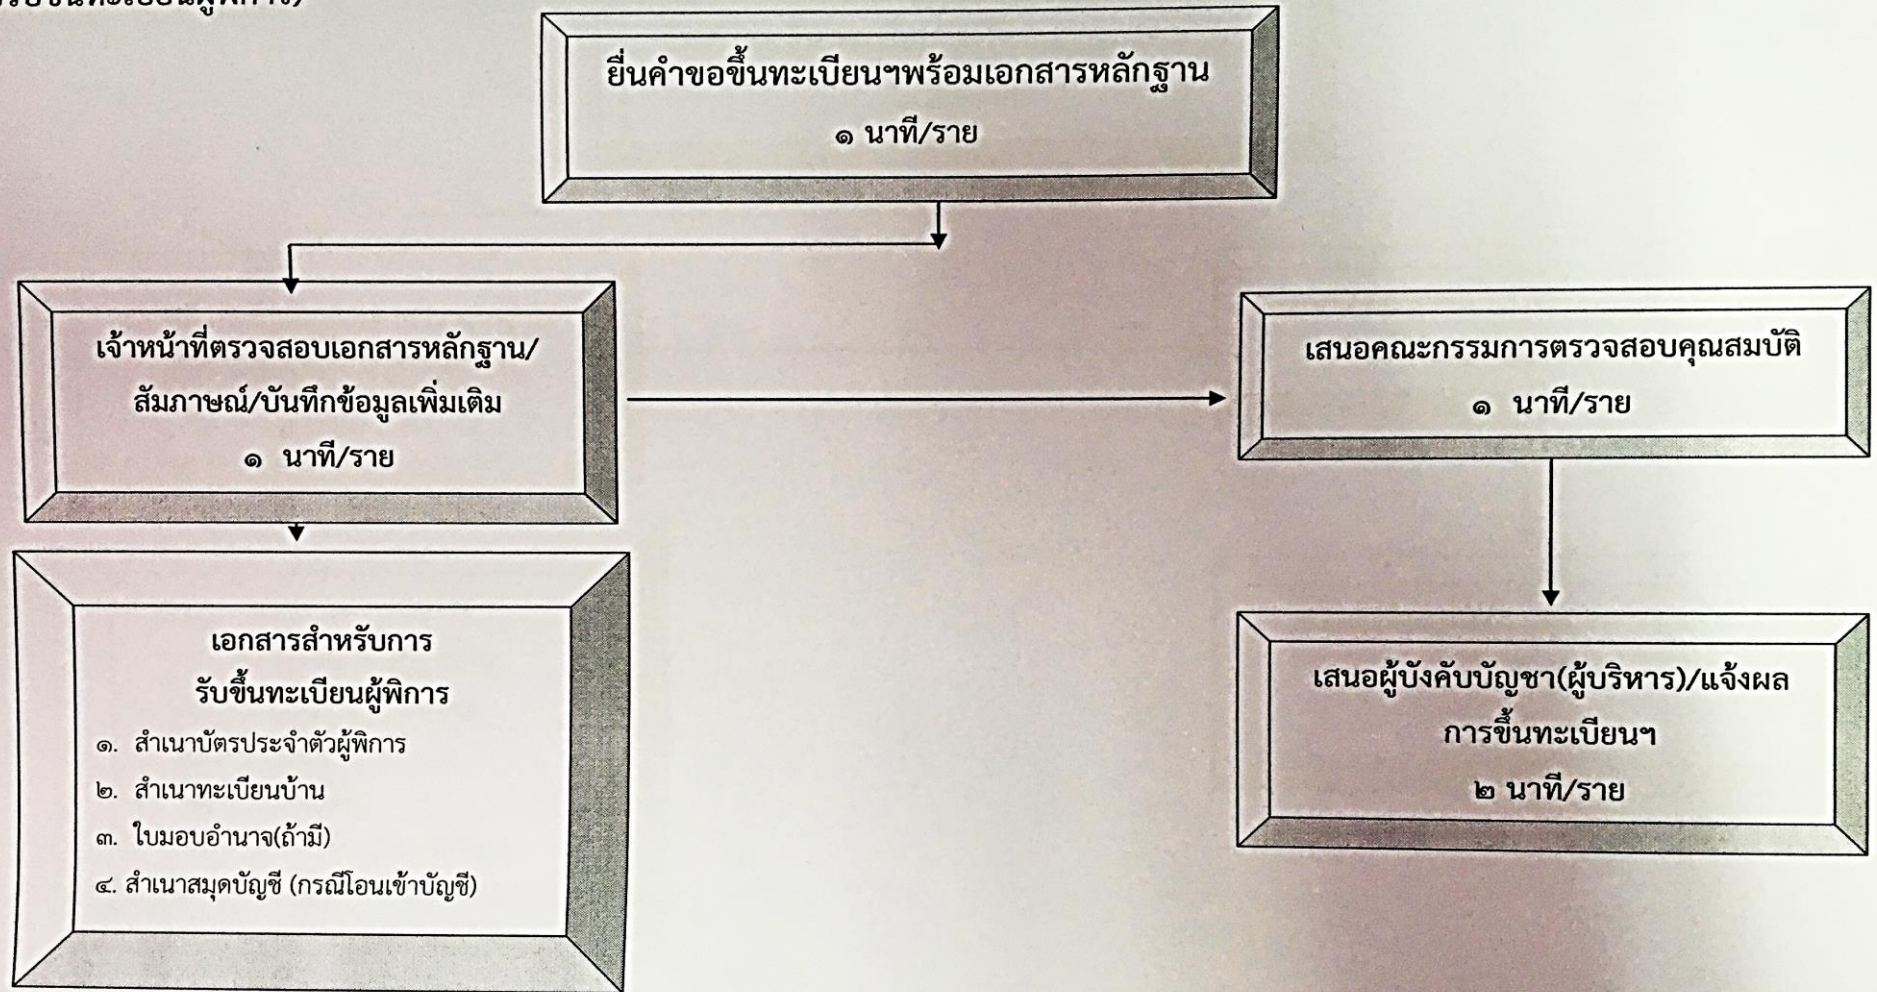 ยื่นคำขอขึ้นทะเบียนฯพร้อมเอกสารหลักฐาน
๑ นาที/ราย
เจ้าหน้าที่ตรวจสอบเอกสารหลักฐาน/
สัมภาษณ์/บันทึกข้อมูลเพิ่มเติม
๑ นาที/ราย
เสนอคณะกรรมการตรวจสอบคุณสมบัติ
๑ นาที/ราย
เอกสารสำหรับการ
รับขึ้นทะเบียนผู้พิการ
๑. สำเนาบัตรประจำตัวผู้พิการ
๒. สำเนาทะเบียนบ้าน
๓. ใบมอบอำนาจ(ถ้ามี)
๔. สำเนาสมุดบัญชี (กรณีโอนเข้าบัญชี)
เสนอผู้บังคับบัญชา(ผู้บริหาร)/แจ้งผล
การขึ้นทะเบียนฯ
๒ นาที/ราย